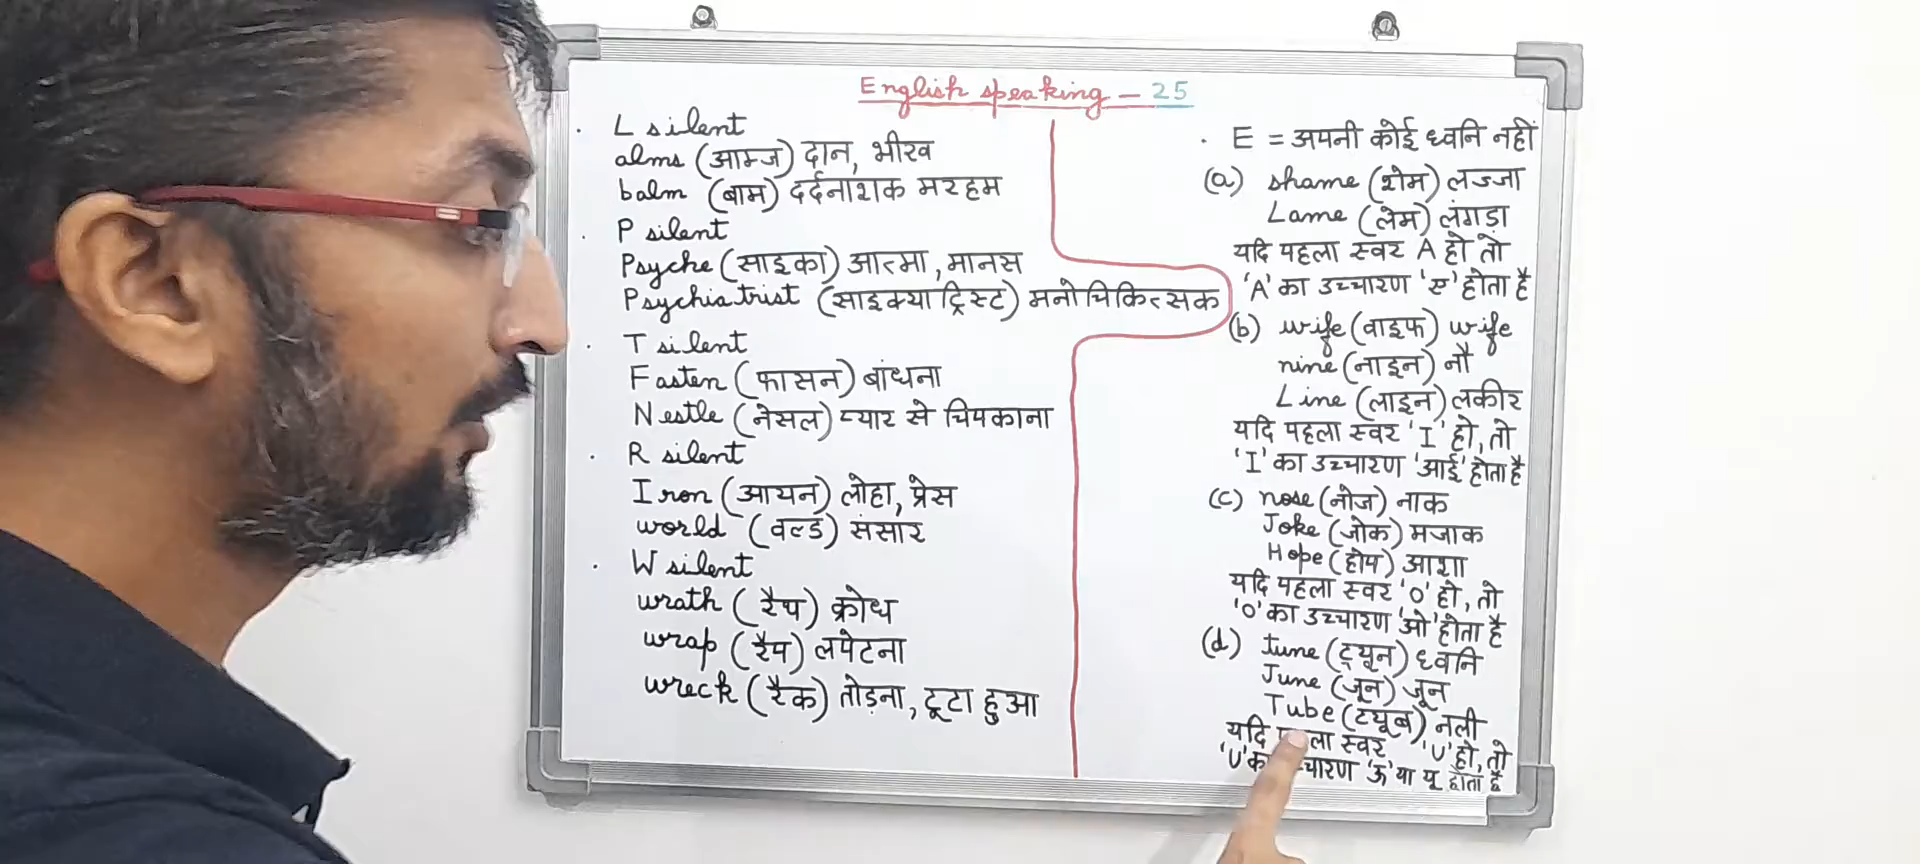 English speaking - 25
L silent
alms (आम्ज) दान, भीख
balm (बाम) दर्दनाशक मरहम
P silent
Psyche (साइका) आत्मा, मानस
Psychiatrist (साइक्याट्रिस्ट) मनोचिकित्सक
T silent
Fasten (फासन) बांधना
Nestle (नेसल) प्यार से चिपकाना
R silent
Iron (आयन) लोहा, प्रेस
world (वर्ल्ड) संसार
W silent
wrath (रैथ) क्रोध
wrap (रैप) लपेटना
wreck (रैक) तोड़ना, टूटा हुआ
E = अपनी कोई ध्वनि नहीं
(a) shame (शेम) लज्जा
Lame (लेम) लंगड़ा
यदि पहला स्वर A हो तो
'A' का उच्चारण 'ए' होता है
(b) wife (वाइफ) wife
nine (नाइन) नौ
Line (लाइन) लकीर
यदि पहला स्वर 'I' हो, तो
'I' का उच्चारण 'आई' होता है
(c) nose (नोज) नाक
Joke (जोक) मजाक
Hope (होप) आशा
यदि पहला स्वर 'O' हो, तो
'O' का उच्चारण 'ओ' होता है
(d) tune (ट्यून) ध्वनि
June (जून) जून
Tube (ट्यूब) नली
यदि स्वर 'U' हो, तो
'U' 'ऊ' या यू होता है